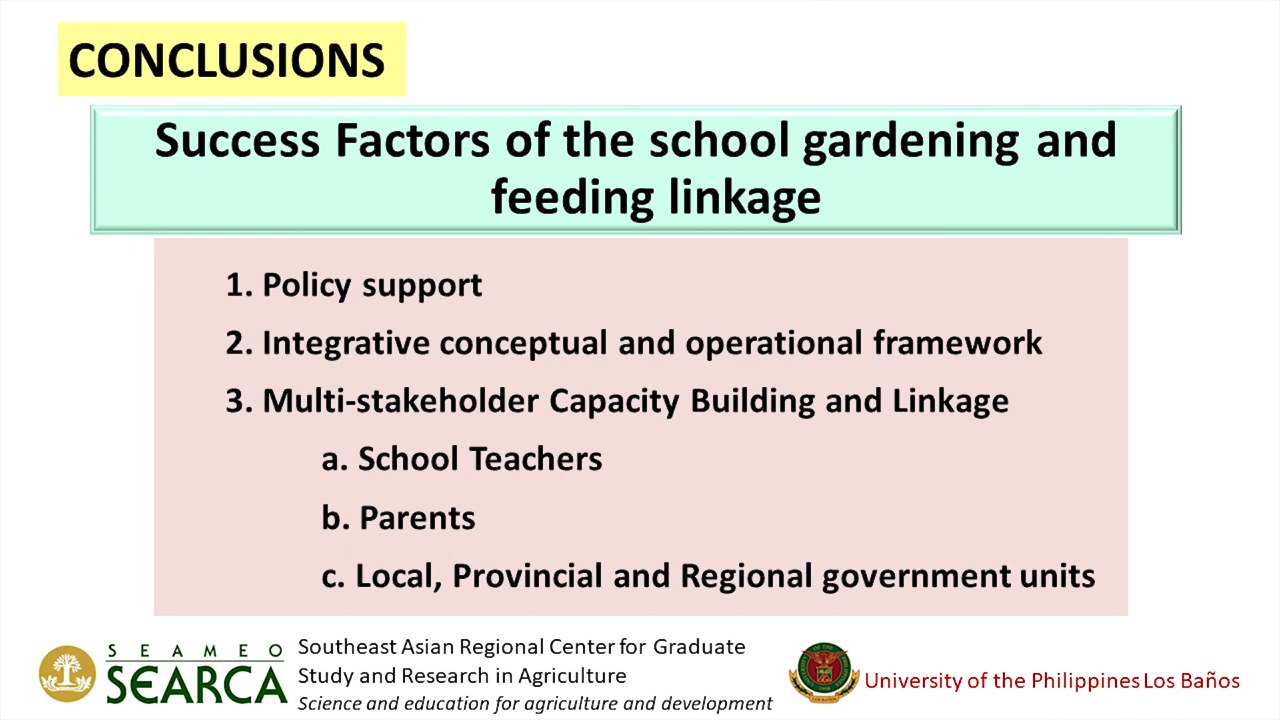 CONCLUSIONS
Success Factors of the school gardening and
feeding linkage
1. Policy support
2. Integrative conceptual and operational framework
3. Multi-stakeholder Capacity Building and Linkage
a. School Teachers
b. Parents
c. Local, Provincial and Regional government units
SEAMEO
SEARCA
Southeast Asian Regional Center for Graduate
Study and Research in Agriculture
Science and education for agriculture and development
University of the Philippines Los Baños